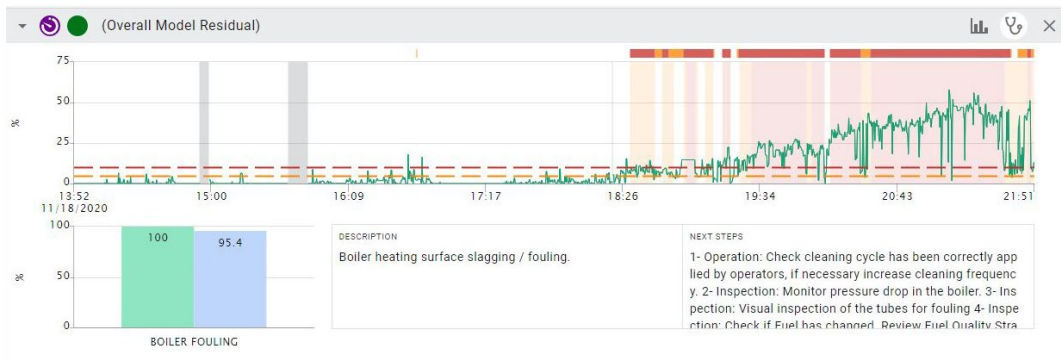 (Overall Model Residual)
75
50
%
25
0
13:52 15:00 16:09 17:17 18:26 19:34 20:43 21:51
11/18/2020
100
100 95.4
%
50
0
BOILER FOULING
DESCRIPTION
Boiler heating surface slagging / fouling.
NEXT STEPS
1- Operation: Check cleaning cycle has been correctly app
lied by operators, if necessary increase cleaning frequenc
y. 2- Inspection: Monitor pressure drop in the boiler. 3- Ins
pection: Visual inspection of the tubes for fouling 4- Inspe
ction: Check if Fuel has changed. Review Fuel Quality Stra